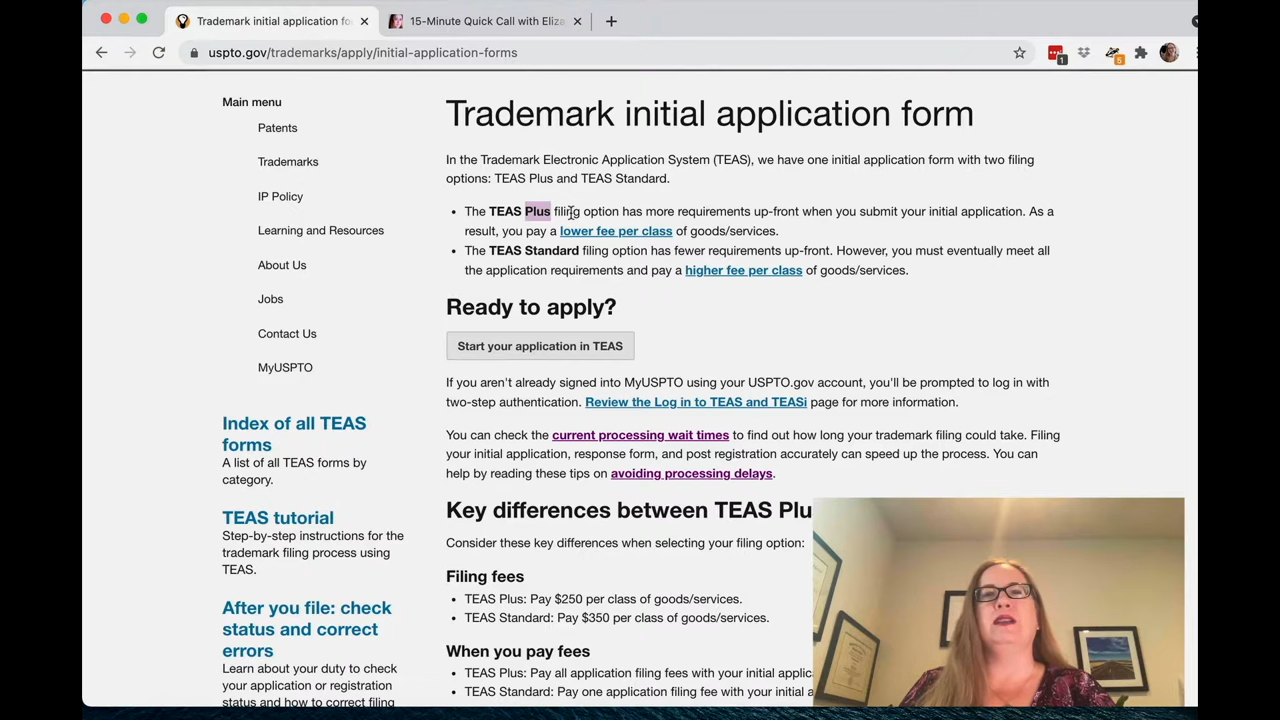 Trademark initial application fo
15-Minute Quick Call with Eliza
uspto.gov/trademarks/apply/initial-application-forms
1
5
Main menu
Patents
Trademarks
IP Policy
Learning and Resources
About Us
Jobs
Contact Us
MyUSPTO
Index of all TEAS
forms
A list of all TEAS forms by
category.
TEAS tutorial
Step-by-step instructions for the
trademark filing process using
TEAS.
After you file: check
status and correct
errors
Learn about your duty to check
your application or registration
status and how to correct filing
Trademark initial application form
In the Trademark Electronic Application System (TEAS), we have one initial application form with two filing
options: TEAS Plus and TEAS Standard.
• The TEAS Plus filing option has more requirements up-front when you submit your initial application. As a
result, you pay a lower fee per class of goods/services.
• The TEAS Standard filing option has fewer requirements up-front. However, you must eventually meet all
the application requirements and pay a higher fee per class of goods/services.
Ready to apply?
Start your application in TEAS
If you aren't already signed into MyUSPTO using your USPTO.gov account, you'll be prompted to log in with
two-step authentication. Review the Log in to TEAS and TEASi page for more information.
You can check the current processing wait times to find out how long your trademark filing could take. Filing
your initial application, response form, and post registration accurately can speed up the process. You can
help by reading these tips on avoiding processing delays.
Key differences between TEAS Plu
Consider these key differences when selecting your filing option:
Filing fees
• TEAS Plus: Pay $250 per class of goods/services.
• TEAS Standard: Pay $350 per class of goods/services.
When you pay fees
• TEAS Plus: Pay all application filing fees with your initial applic
• TEAS Standard: Pay one application filing fee with your initial a